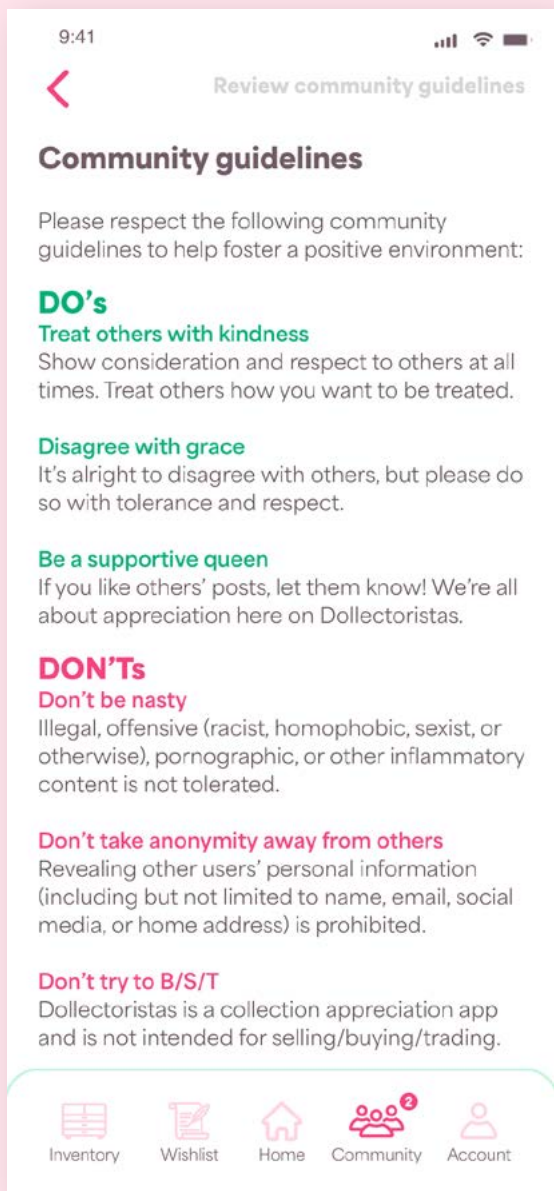 9:41
Review community guidelines
Community guidelines
Please respect the following community
guidelines to help foster a positive environment:
DO's
Treat others with kindness
Show consideration and respect to others at all
times. Treat others how you want to be treated.
Disagree with grace
It's alright to disagree with others, but please do
so with tolerance and respect.
Be a supportive queen
If you like others' posts, let them know! We're all
about appreciation here on Dollectoristas.
DON'Ts
Don't be nasty
Illegal, offensive (racist, homophobic, sexist, or
otherwise), pornographic, or other inflammatory
content is not tolerated.
Don't take anonymity away from others
Revealing other users' personal information
(including but not limited to name, email, social
media, or home address) is prohibited.
Don't try to B/S/T
Dollectoristas is a collection appreciation app
and is not intended for selling/buying/trading.
2
Inventory Wishlist Home Community Account